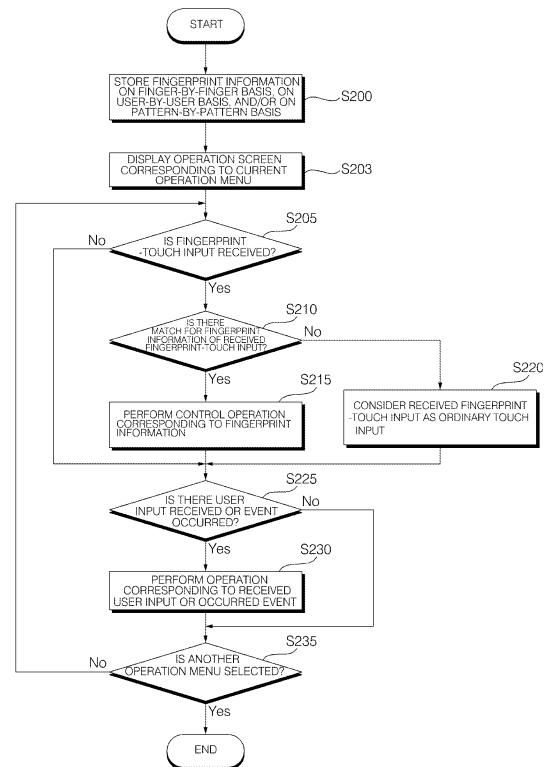 START
STORE FINGERPRINT INFORMATION
ON FINGER-BY-FINGER BASIS, ON
USER-BY-USER BASIS, AND/OR ON
PATTERN-BY-PATTERN BASIS
S200
DISPLAY OPERATION SCREEN
CORRESPONDING TO CURRENT
OPERATION MENU
S203
S205
No
IS FINGERPRINT
-TOUCH INPUT RECEIVED?
Yes
S210
IS THERE
MATCH FOR FINGERPRINT
INFORMATION OF RECEIVED
FINGERPRINT-TOUCH INPUT?
No
Yes
S215
PERFORM CONTROL OPERATION
CORRESPONDING TO FINGERPRINT
INFORMATION
S220
CONSIDER RECEIVED FINGERPRINT
-TOUCH INPUT AS ORDINARY TOUCH
INPUT
S225
IS THERE USER
INPUT RECEIVED OR EVENT
OCCURRED?
No
Yes
S230
PERFORM OPERATION
CORRESPONDING TO RECEIVED
USER INPUT OR OCCURRED EVENT
S235
No
IS ANOTHER
OPERATION MENU SELECTED?
Yes
END